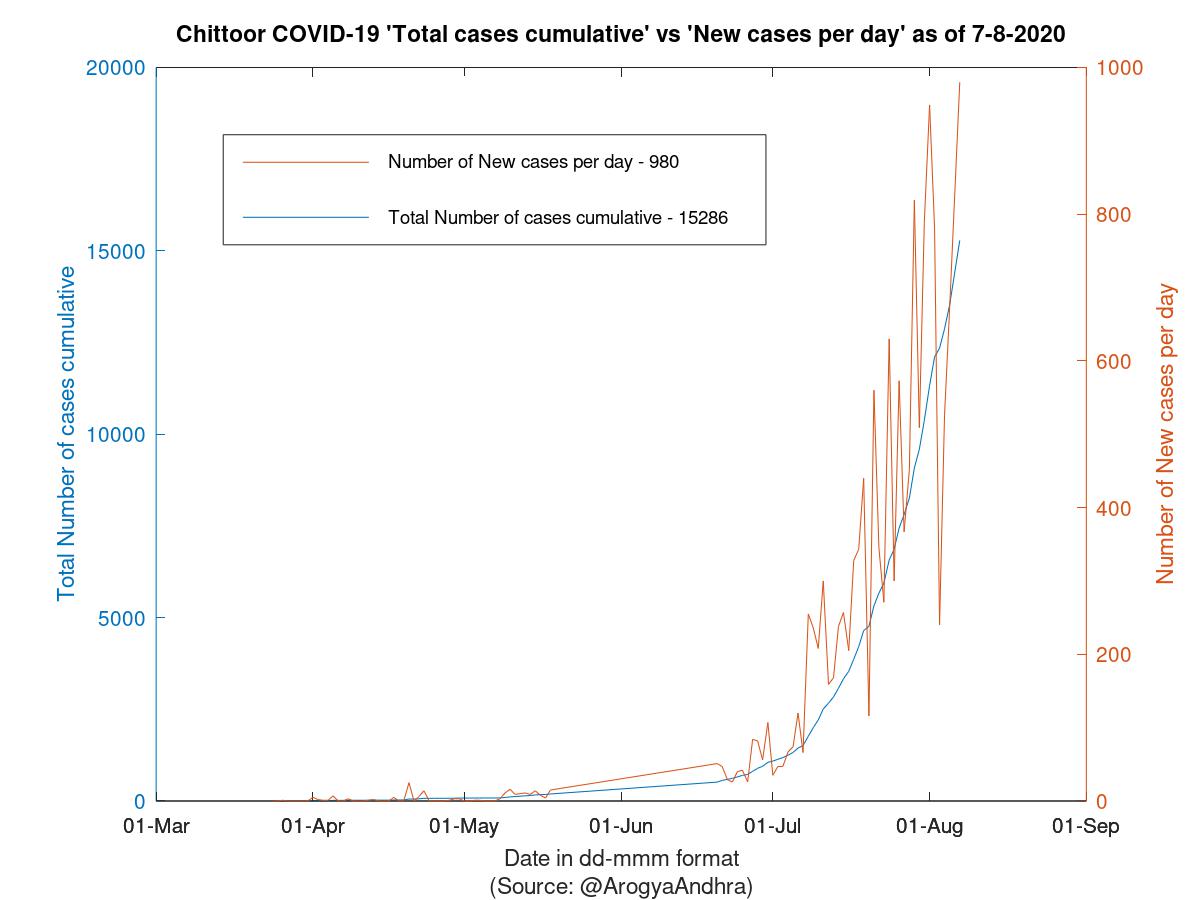 Chittoor COVID-19 'Total cases cumulative' vs 'New cases per day' as of 7-8-2020
20000
15000
10000
5000
0
Total Number of cases cumulative
Number of New cases per day - 980
Total Number of cases cumulative - 15286
1000
800
600
400
200
0
Number of New cases per day
01-Mar 01-Apr 01-May 01-Jun 01-Jul 01-Aug 01-Sep
Date in dd-mmm format
(Source: @ArogyaAndhra)